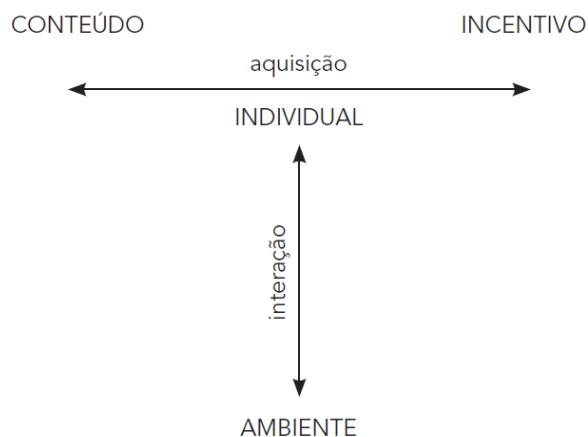 CONTEÚDO
INCENTIVO
aquisição
INDIVIDUAL
interação
AMBIENTE